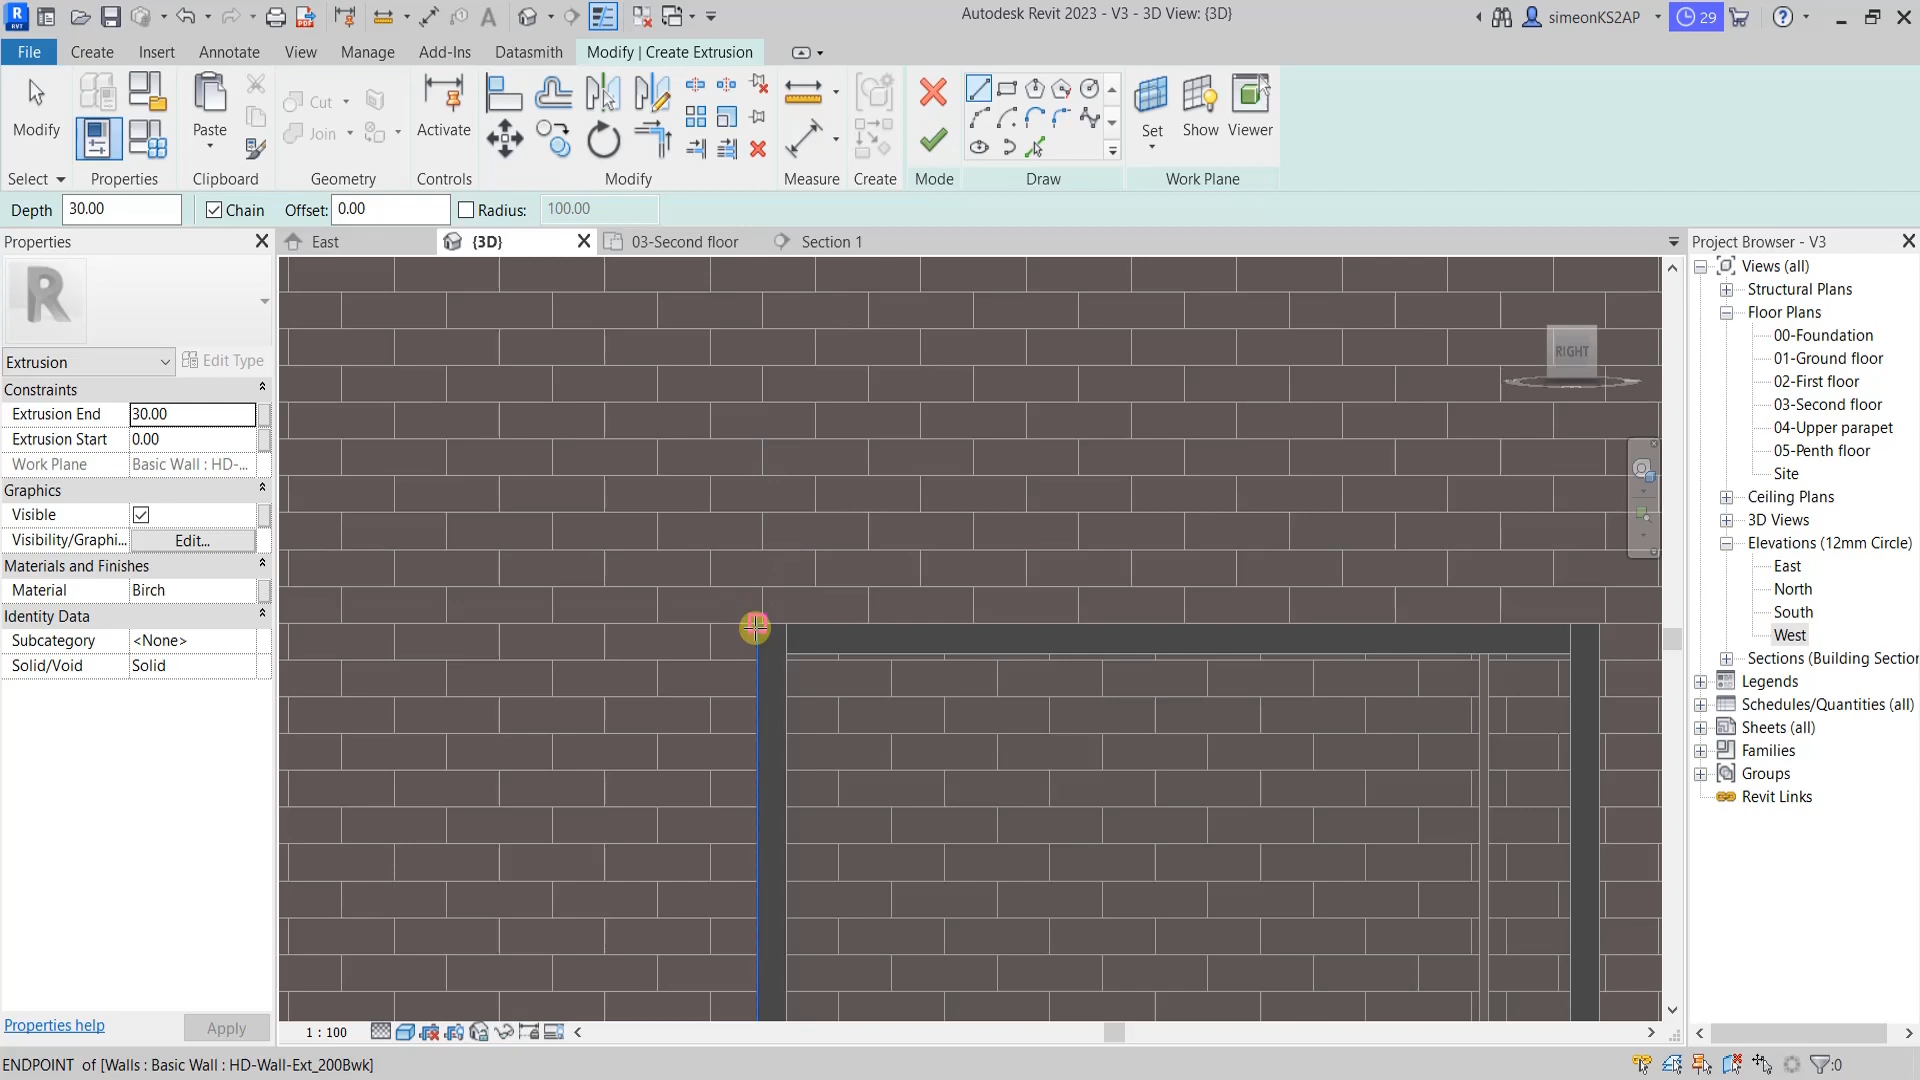 Autodesk Revit 2023 - V3 - 3D View: {3D}
simeonKS2AP
29
RVT
File
Create
Insert
Annotate
View
Manage
Add-Ins
Datasmith
Modify | Create Extrusion
Modify
Paste
Cut
Join
Activate
Set
Show
Viewer
Select
Properties
Clipboard
Geometry
Controls
Modify
Measure
Create
Mode
Draw
Work Plane
Depth 30.00
Chain
Offset: 0.00
Radius: 100.00
Properties
East
{3D}
03-Second floor
Section 1
R
Extrusion
Edit Type
Constraints
Extrusion End 30.00
Extrusion Start 0.00
Work Plane Basic Wall : HD-...
Graphics
Visible
Visibility/Graphi... Edit...
Materials and Finishes
Material Birch
Identity Data
Subcategory <None>
Solid/Void Solid
Properties help
Apply
RIGHT
1 : 100
Project Browser - V3
Views (all)
Structural Plans
Floor Plans
00-Foundation
01-Ground floor
02-First floor
03-Second floor
04-Upper parapet
05-Penth floor
Site
Ceiling Plans
3D Views
Elevations (12mm Circle)
East
North
South
West
Sections (Building Section
Legends
Schedules/Quantities (all)
Sheets (all)
Families
Groups
Revit Links
ENDPOINT of [Walls : Basic Wall : HD-Wall-Ext_200Bwk]
:0